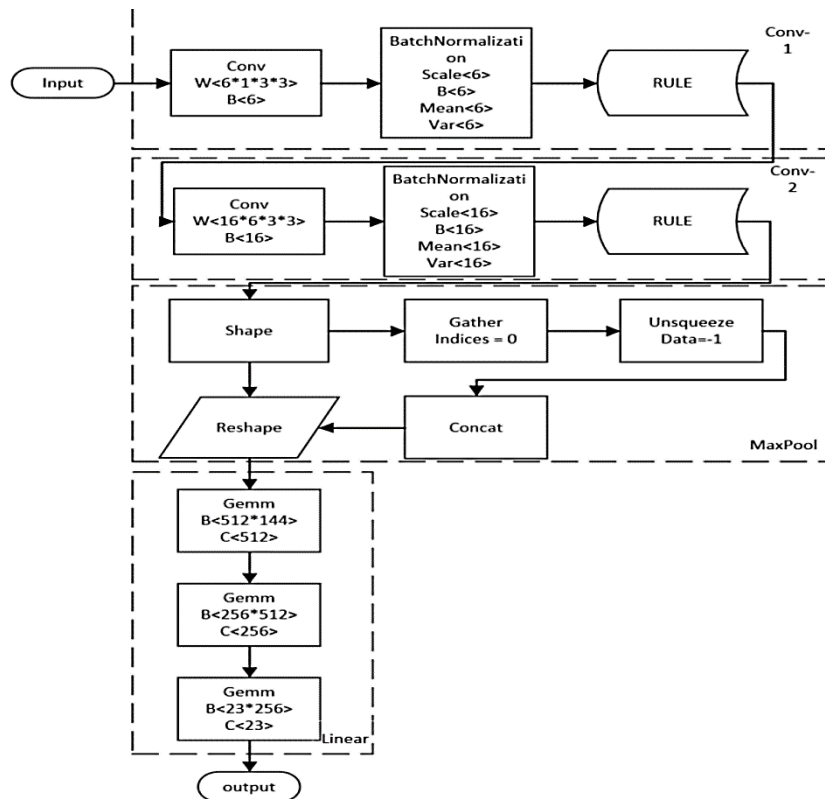 Conv-
1
Input
Conv
W<6*1*3*3>
B<6>
BatchNormalizati
on
Scale<6>
B<6>
Mean<6>
Var<6>
RULE
Conv-
2
Conv
W<16*6*3*3>
B<16>
BatchNormalizati
on
Scale<16>
B<16>
Mean<16>
Var<16>
RULE
Shape
Gather
Indices = 0
Unsqueeze
Data=-1
Reshape
Concat
MaxPool
Gemm
B<512*144>
C<512>
Gemm
B<256*512>
C<256>
Gemm
B<23*256>
C<23>
Linear
output